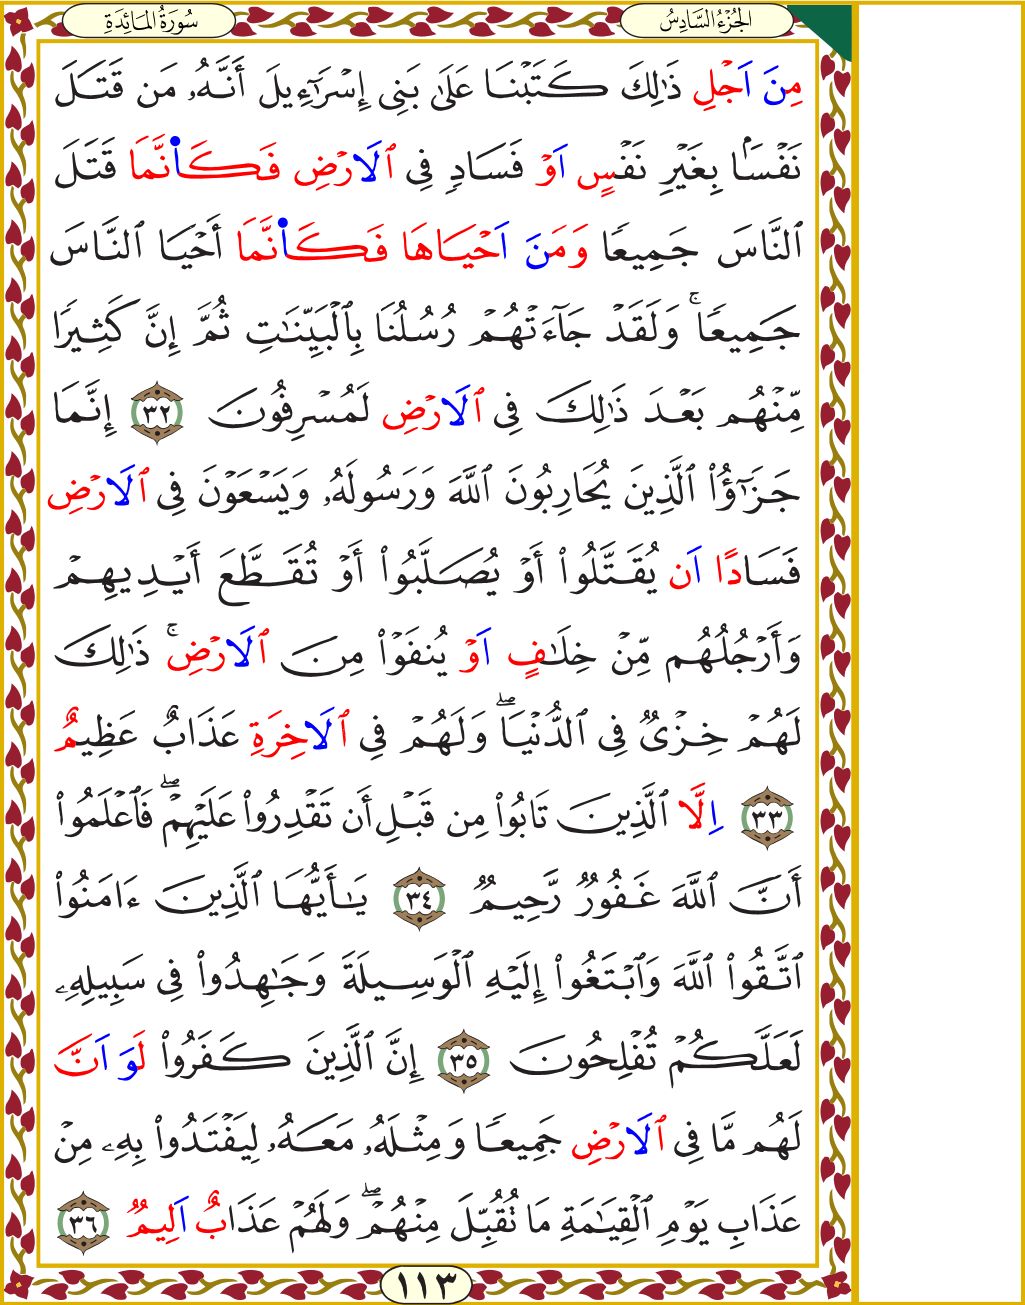 الجُزْءُ السَّادِسُ
سُورَةُ المَائِدَةِ
مِنَ اَجْلِ ذَٰلِكَ كَتَبْنَا عَلَىٰ بَنِى إِسْرَٰٓءِيلَ أَنَّهُۥ مَن قَتَلَ
نَفْسَۢا بِغَيْرِ نَفْسٍ اَوْ فَسَادٍ فِى ٱلَارْضِ فَكَأَنَّمَا قَتَلَ
ٱلنَّاسَ جَمِيعًا وَمَنَ اَحْيَاهَا فَكَأَنَّمَا أَحْيَا ٱلنَّاسَ
جَمِيعًا ۚ وَلَقَدْ جَآءَتْهُمْ رُسُلُنَا بِٱلْبَيِّنَٰتِ ثُمَّ إِنَّ كَثِيرًا
مِّنْهُم بَعْدَ ذَٰلِكَ فِى ٱلَارْضِ لَمُسْرِفُونَ ٣٢ إِنَّمَا
جَزَٰٓؤُا۟ ٱلَّذِينَ يُحَارِبُونَ ٱللَّهَ وَرَسُولَهُۥ وَيَسْعَوْنَ فِى ٱلَارْضِ
فَسَادًا اَن يُقَتَّلُوا۟ أَوْ يُصَلَّبُوا۟ أَوْ تُقَطَّعَ أَيْدِيهِمْ
وَأَرْجُلُهُم مِّنْ خِلَٰفٍ اَوْ يُنفَوْا۟ مِنَ ٱلَارْضِ ۚ ذَٰلِكَ
لَهُمْ خِزْىٌ فِى ٱلدُّنْيَا ۖ وَلَهُمْ فِى ٱلَاخِرَةِ عَذَابٌ عَظِيمٌ
٣٣ اِلَّا ٱلَّذِينَ تَابُوا۟ مِن قَبْلِ أَن تَقْدِرُوا۟ عَلَيْهِمْ ۖ فَٱعْلَمُوٓا۟
أَنَّ ٱللَّهَ غَفُورٌ رَّحِيمٌ ٣٤ يَٰٓأَيُّهَا ٱلَّذِينَ ءَامَنُوا۟
ٱتَّقُوا۟ ٱللَّهَ وَٱبْتَغُوٓا۟ إِلَيْهِ ٱلْوَسِيلَةَ وَجَٰهِدُوا۟ فِى سَبِيلِهِۦ
لَعَلَّكُمْ تُفْلِحُونَ ٣٥ إِنَّ ٱلَّذِينَ كَفَرُوا۟ لَوَ اَنَّ
لَهُم مَّا فِى ٱلَارْضِ جَمِيعًا وَمِثْلَهُۥ مَعَهُۥ لِيَفْتَدُوا۟ بِهِۦ مِنْ
عَذَابِ يَوْمِ ٱلْقِيَٰمَةِ مَا تُقُبِّلَ مِنْهُمْ ۖ وَلَهُمْ عَذَابٌ اَلِيمٌ ٣٦
١١٣